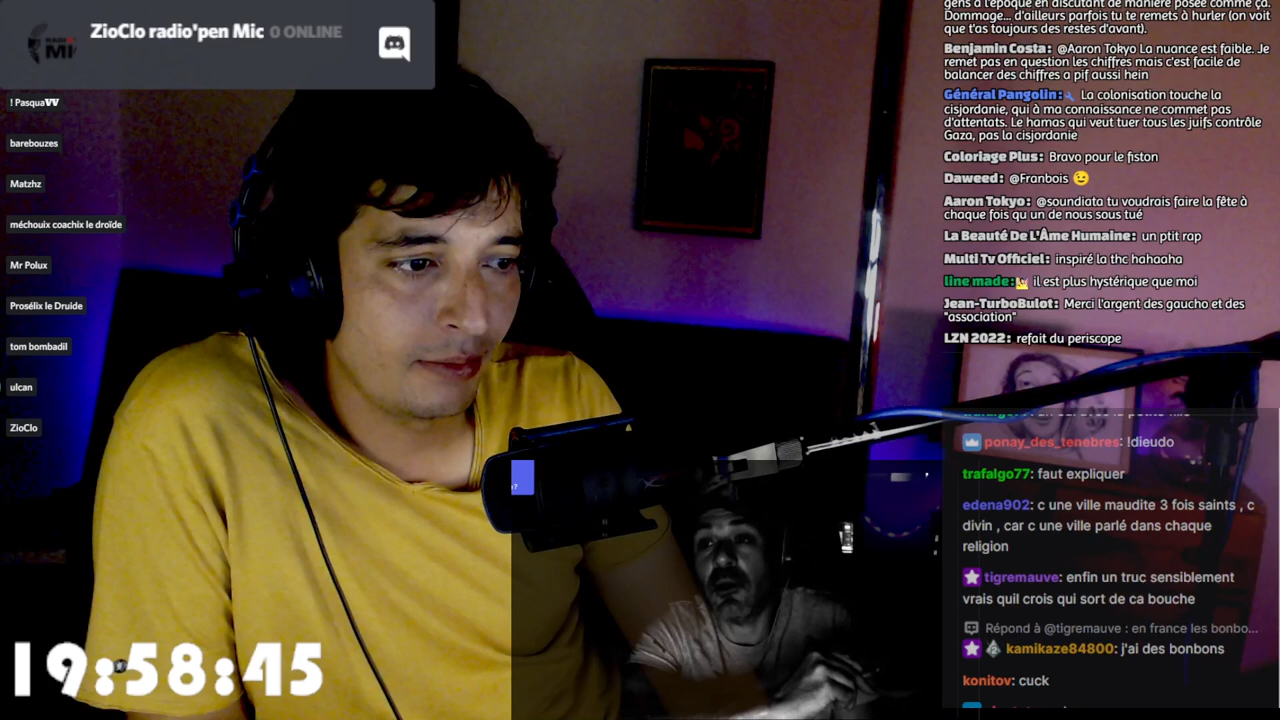 ZioClo radio'pen Mic 0 ONLINE
MI
! PasquaVV
barebouzes
Matzhz
méchouix coachix le droïde
Mr Polux
Prosélix le Druide
tom bombadil
ulcan
ZioClo
19:58:45
gens à l'époque en discutant de manière posée comme ça.
Dommage... d'ailleurs parfois tu te remets à hurler (on voit
que t'as toujours des restes d'avant).
Benjamin Costa: @Aaron Tokyo La nuance est faible. Je
remet pas en question les chiffres mais c'est facile de
balancer des chiffres a pif aussi hein
Général Pangolin: La colonisation touche la
cisjordanie, qui à ma connaissance ne commet pas
d'attentats. Le hamas qui veut tuer tous les juifs contrôle
Gaza, pas la cisjordanie
Coloriage Plus: Bravo pour le fiston
Daweed: @Franbois 😉
Aaron Tokyo: @soundiata tu voudrais faire la fête à
chaque fois qu un de nous sous tué
La Beauté De L'Âme Humaine: un ptit rap
Multi Tv Officiel: inspiré la thc hahaaha
line made: il est plus hystérique que moi
Jean-TurboBulot: Merci l'argent des gaucho et des
"association"
LZN 2022: refait du periscope
ponay_des_tenebres: !dieudo
trafalgo77: faut expliquer
edena902: c une ville maudite 3 fois saints , c
divin , car c une ville parlé dans chaque
religion
tigremauve: enfin un truc sensiblement
vrais quil crois qui sort de ca bouche
Répond à @tigremauve : en france les bonbo...
kamikaze84800: j'ai des bonbons
konitov: cuck